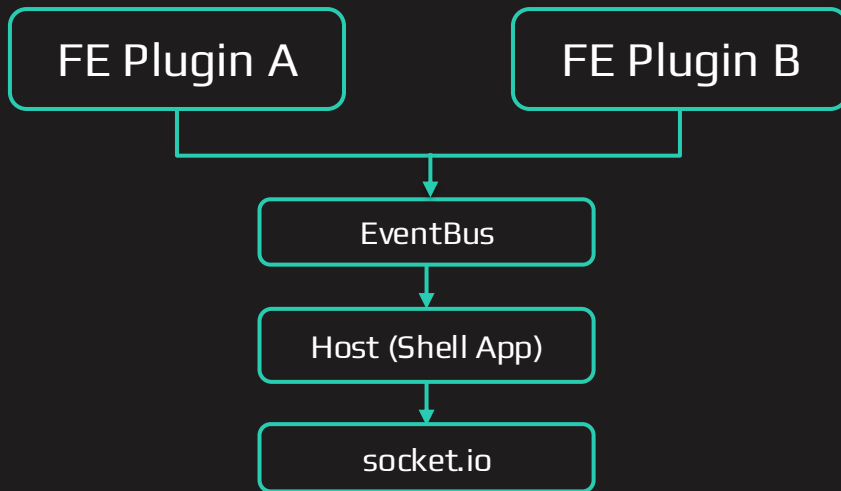 FE Plugin A
FE Plugin B
EventBus
Host (Shell App)
socket.io